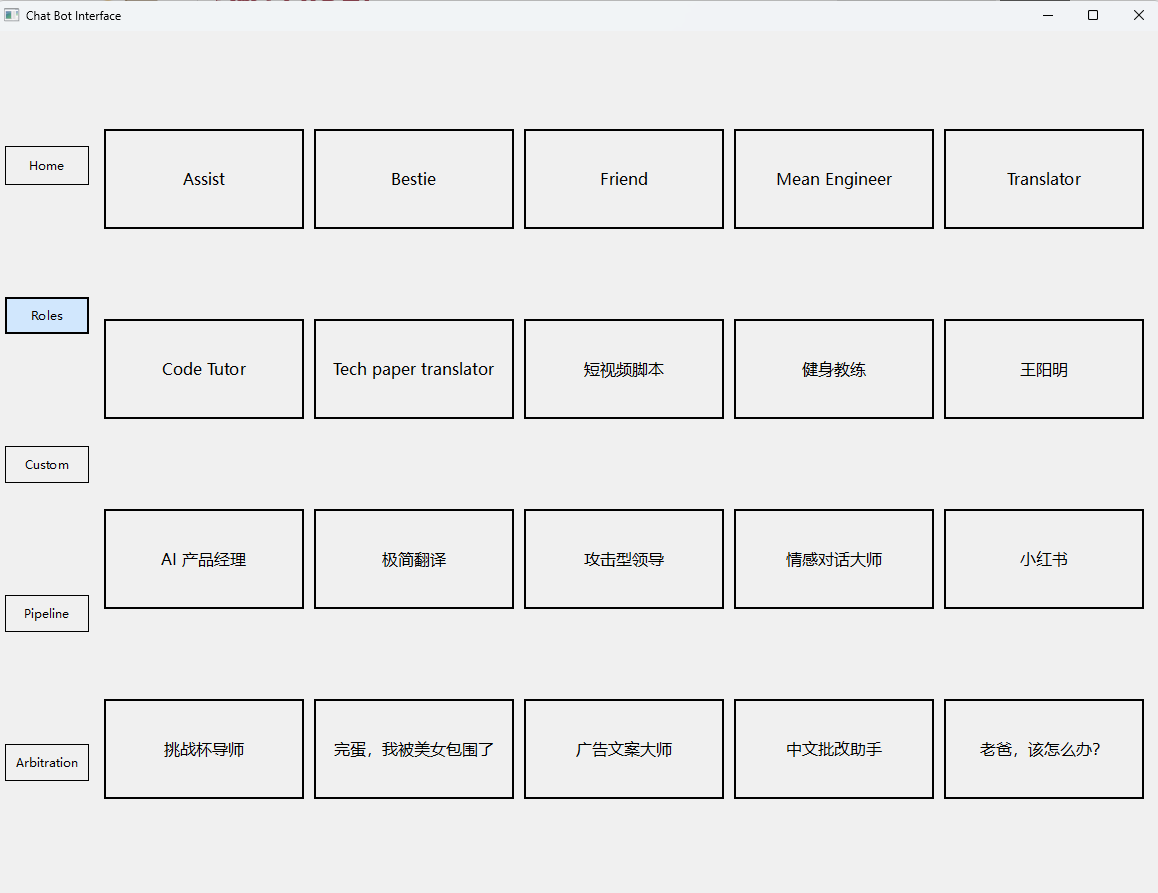 Chat Bot Interface
Home
Assist
Bestie
Friend
Mean Engineer
Translator
Roles
Code Tutor
Tech paper translator
短视频脚本
健身教练
王阳明
Custom
AI 产品经理
极简翻译
攻击型领导
情感对话大师
小红书
Pipeline
挑战杯导师
完蛋，我被美女包围了
广告文案大师
中文批改助手
老爸，该怎么办？
Arbitration